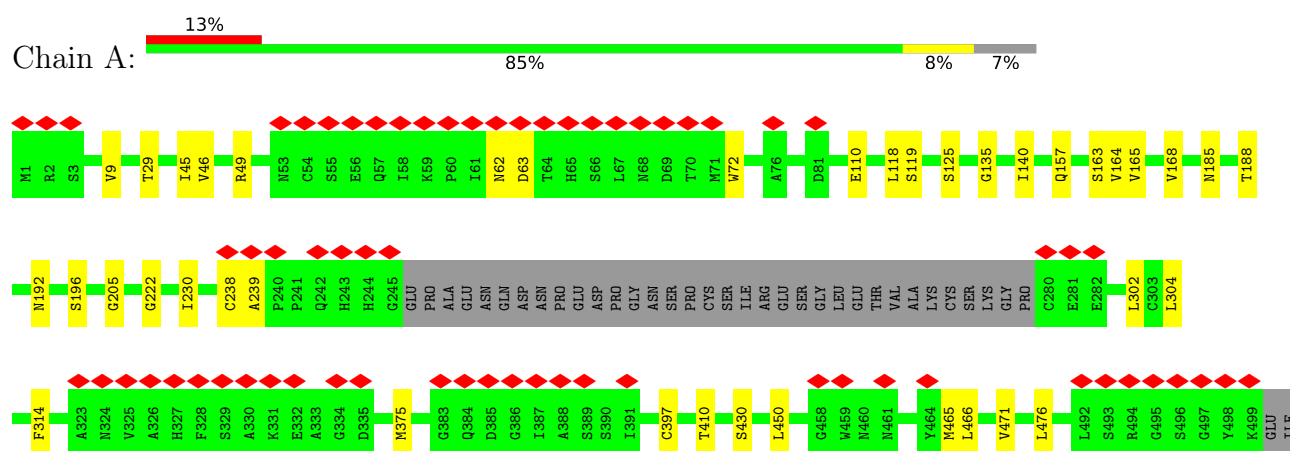 13%
Chain A:
85% 8% 7%
M1 R2 S3 V9 T29 I45 V46 R49 N53 C54 S55 E56 Q57 I58 K59 P60 I61 N62 D63 T64 H65 S66 L67 N68 D69 T70 M71 W72 A76 D81 E110 L118 S119 S125 G135 I140 Q157 S163 V164 V165 V168 N185 T188
N192 S196 G205 G222 I230 C238 A239 P240 P241 Q242 H243 H244 G245 GLU PRO ALA GLU ASN GLN ASP ASN PRO GLU ASP PRO GLY ASN SER PRO CYS SER ILE ARG GLU SER GLY LEU GLU THR VAL ALA LYS CYS SER LYS GLY PRO C280 E281 E282 L302 C303 L304
F314 A323 N324 V325 A326 H327 F328 S329 A330 K331 E332 A333 G334 D335 M375 G383 Q384 D385 G386 I387 A388 S389 S390 I391 C397 T410 S430 L450 G458 W459 N460 N461 Y464 M465 L466 V471 L476 L492 S493 R494 G495 S496 G497 Y498 K499 GLU